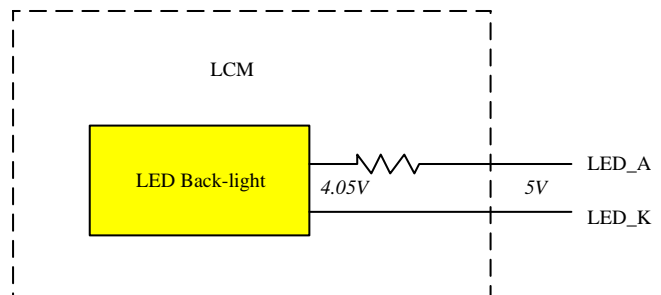 LCM
LED_A
LED Back-light
4.05V
5V
LED_K